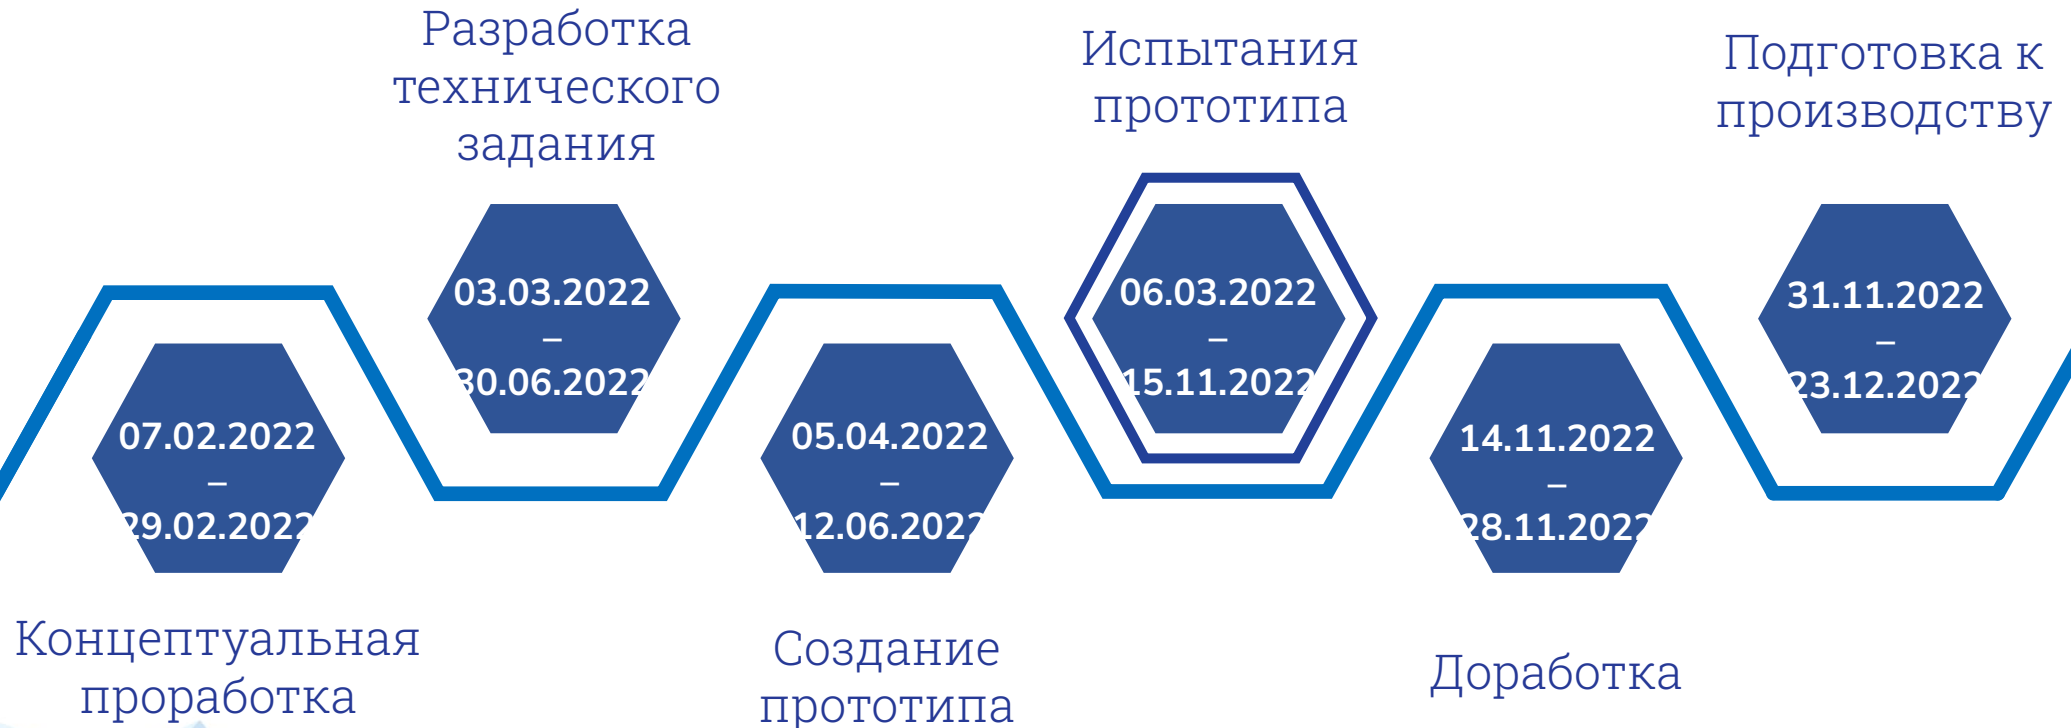 Разработка
технического
задания
Испытания
прототипа
Подготовка к
производству
03.03.2022
–
30.06.2022
06.03.2022
–
15.11.2022
31.11.2022
–
23.12.2022
07.02.2022
–
29.02.2022
05.04.2022
–
12.06.2022
14.11.2022
–
28.11.2022
Концептуальная
проработка
Создание
прототипа
Доработка